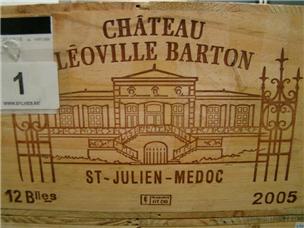 CHÂTEAU
LÉOVILLE BARTON
1
ST-JULIEN-MEDOC
12 Blles
2005